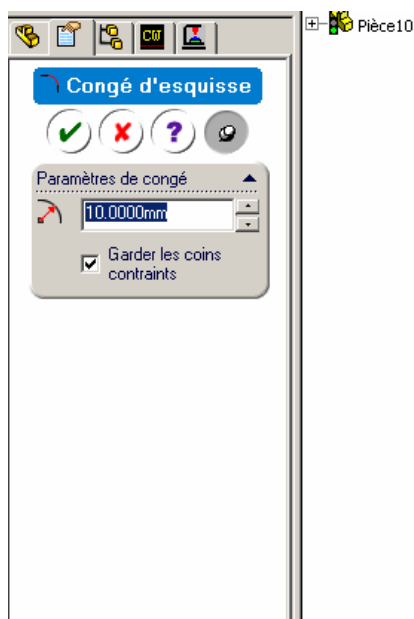 Pièce10
Congé d'esquisse
?
Paramètres de congé
10.0000mm
Garder les coins
contraints